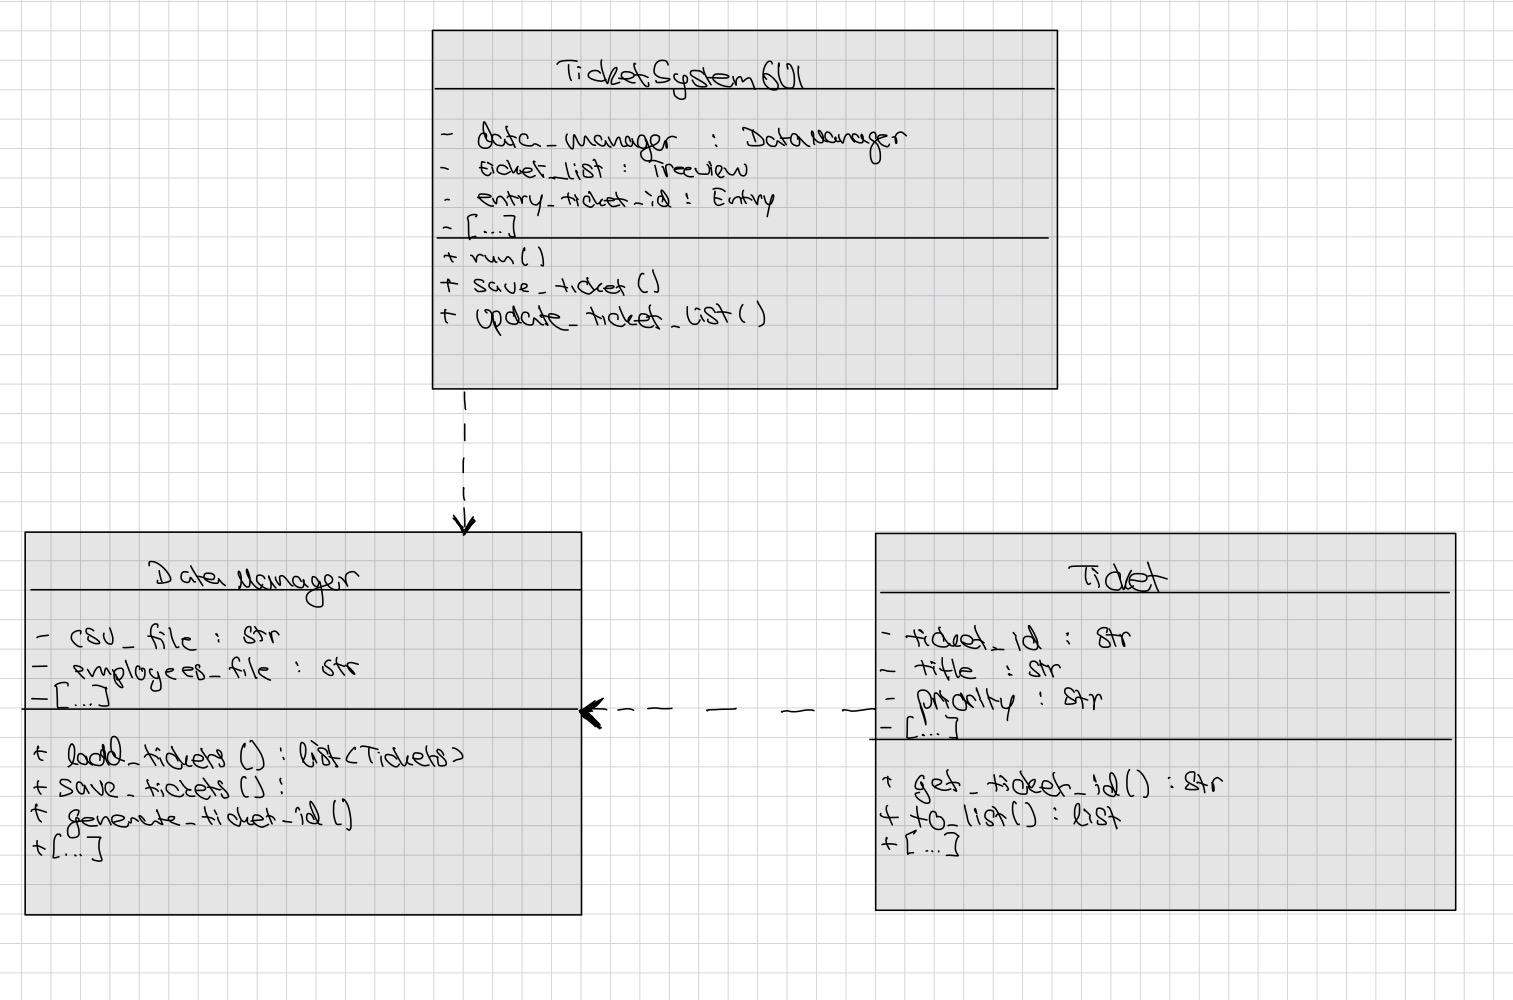 TicketSystemGUI
- data_manager : DataManager
- ticket_list : Treeview
- entry_ticket_id : Entry
- [...]
+ run()
+ save_ticket()
+ update_ticket_list()
DataManager
- csv_file : str
- employees_file : str
- [...]
+ load_tickets() : list<Tickets>
+ save_tickets() :
+ generate_ticket_id()
+ [...]
Ticket
- ticket_id : str
- title : str
- priority : str
- [...]
+ get_ticket_id() : str
+ to_list() : list
+ [...]